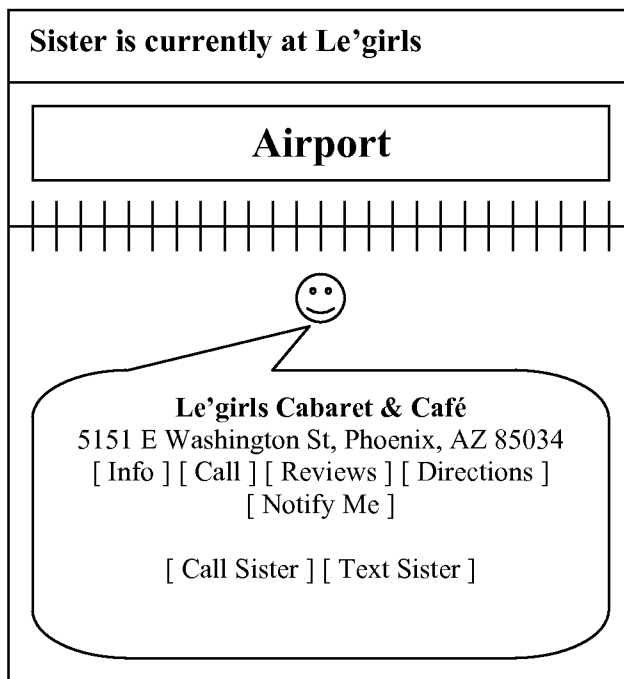 Sister is currently at Le’girls
Airport
Le’girls Cabaret & Café
5151 E Washington St, Phoenix, AZ 85034
[ Info ] [ Call ] [ Reviews ] [ Directions ]
[ Notify Me ]
[ Call Sister ] [ Text Sister ]